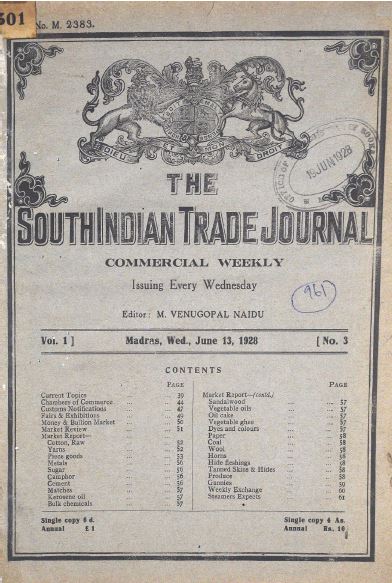 501
No. M. 2383.
DIEU ET MON DROIT
15 JUN 1928
THE
SOUTH INDIAN TRADE JOURNAL
COMMERCIAL WEEKLY
Issuing Every Wednesday
961
Editor: M. VENUGOPAL NAIDU
Vol. 1 ] Madras, Wed., June 13, 1928 [ No. 3
CONTENTS
PAGE
Current Topics ... 39
Chambers of Commerce ... 44
Customs Notifications ... 47
Fairs & Exhibitions ... 49
Money & Bullion Market ... 50
Market Review ... 51
Market Report—
Cotton, Raw ... 52
Yarns ... 52
Piece goods ... 53
Metals ... 56
Sugar ... 56
Camphor ... 56
Cement ... 56
Matches ... 57
Kerosene oil ... 57
Bulk chemicals ... 57
PAGE
Market Report—(contd.)
Sandalwood ... 57
Vegetable oils ... 57
Oil cake ... 57
Vegetable ghee ... 57
Dyes and colours ... 57
Paper ... 58
Coal ... 58
Wool ... 58
Horns ... 58
Hide fleshings ... 58
Tanned Skins & Hides ... 58
Produce ... 58
Gunnies ... 59
Weekly Exchange ... 60
Steamers Expects ... 61
Single copy 6 d.
Annual £ 1
Single copy 4 As.
Annual Rs. 10